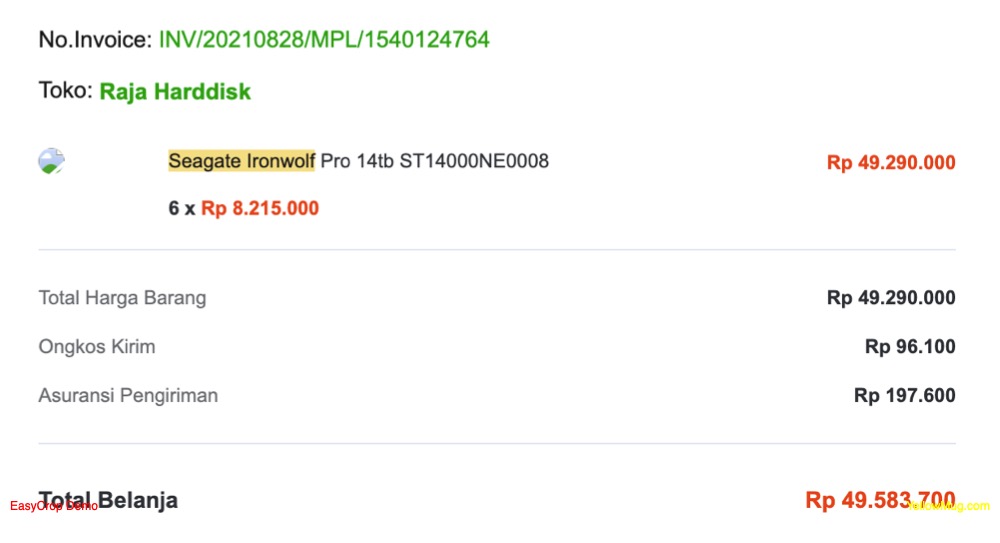 No.Invoice: INV/20210828/MPL/1540124764
Toko: Raja Harddisk
Seagate Ironwolf Pro 14tb ST14000NE0008 Rp 49.290.000
6 x Rp 8.215.000
Total Harga Barang Rp 49.290.000
Ongkos Kirim Rp 96.100
Asuransi Pengiriman Rp 197.600
Total Belanja Rp 49.583.700
EasyCrop Demo YellowMug.com